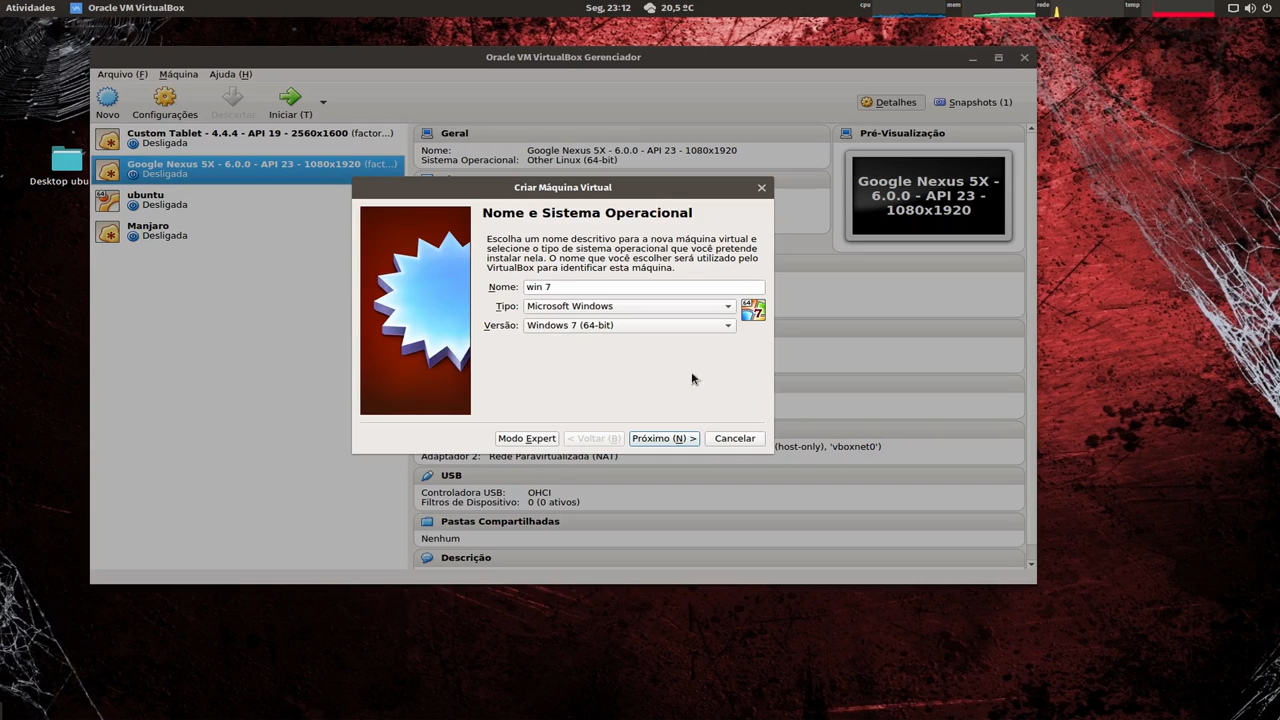 Atividades
Oracle VM VirtualBox
Seg, 23:12
20,5 ºC
cpu
mem
rede
temp
Oracle VM VirtualBox Gerenciador
Arquivo (F)
Máquina
Ajuda (H)
Novo
Configurações
Descartar
Iniciar (T)
Detalhes
Snapshots (1)
Custom Tablet - 4.4.4 - API 19 - 2560x1600 (factor...)
Desligada
Google Nexus 5X - 6.0.0 - API 23 - 1080x1920 (fact...)
Desligada
ubuntu
Desligada
Manjaro
Desligada
Desktop ubu
Geral
Nome: Google Nexus 5X - 6.0.0 - API 23 - 1080x1920
Sistema Operacional: Other Linux (64-bit)
Pré-Visualização
Google Nexus 5X -
6.0.0 - API 23 -
1080x1920
Criar Máquina Virtual
Nome e Sistema Operacional
Escolha um nome descritivo para a nova máquina virtual e
selecione o tipo de sistema operacional que você pretende
instalar nela. O nome que você escolher será utilizado pelo
VirtualBox para identificar esta máquina.
Nome: win 7
Tipo: Microsoft Windows
64
7
Versão: Windows 7 (64-bit)
Modo Expert
< Voltar (B)
Próximo (N) >
Cancelar
(host-only), 'vboxnet0')
Adaptador 2: Rede Paravirtualizada (NAT)
USB
Controladora USB: OHCI
Filtros de Dispositivo: 0 (0 ativos)
Pastas Compartilhadas
Nenhum
Descrição